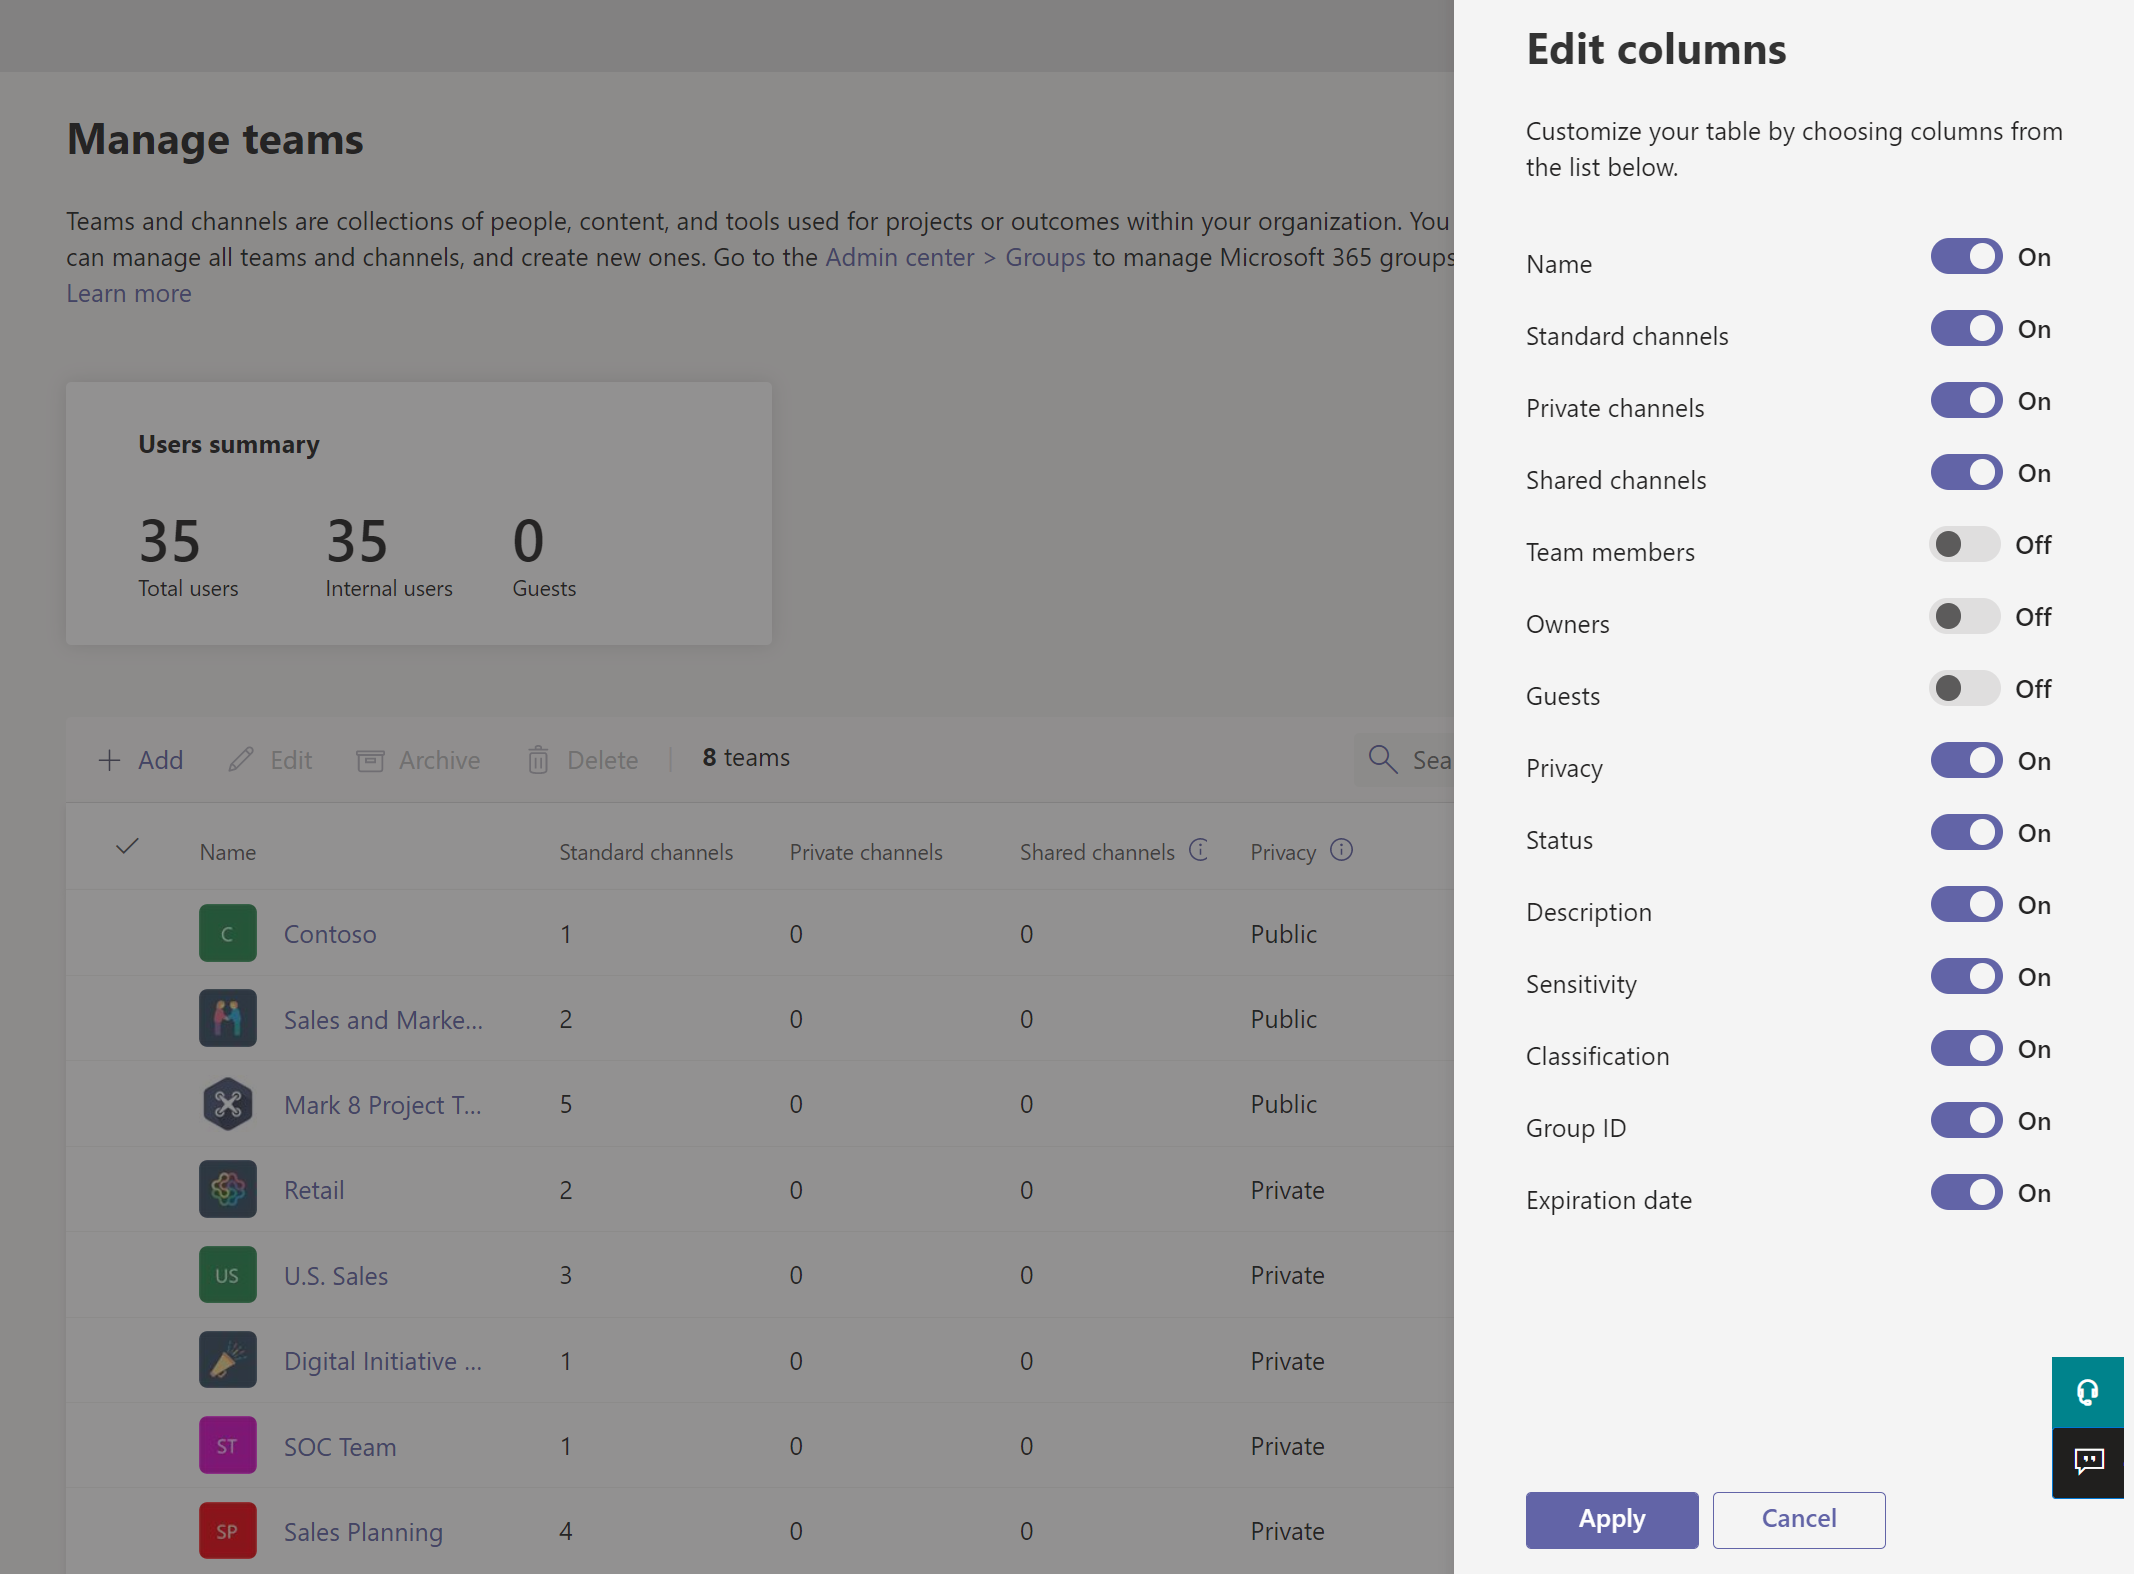 Manage teams
Teams and channels are collections of people, content, and tools used for projects or outcomes within your organization. You
can manage all teams and channels, and create new ones. Go to the Admin center > Groups to manage Microsoft 365 groups
Learn more
Users summary
35 35 0
Total users Internal users Guests
Add Edit Archive Delete 8 teams Sea
Name Standard channels Private channels Shared channels Privacy
C Contoso 1 0 0 Public
Sales and Marke... 2 0 0 Public
Mark 8 Project T... 5 0 0 Public
Retail 2 0 0 Private
US U.S. Sales 3 0 0 Private
Digital Initiative ... 1 0 0 Private
ST SOC Team 1 0 0 Private
SP Sales Planning 4 0 0 Private
Edit columns
Customize your table by choosing columns from
the list below.
Name On
Standard channels On
Private channels On
Shared channels On
Team members Off
Owners Off
Guests Off
Privacy On
Status On
Description On
Sensitivity On
Classification On
Group ID On
Expiration date On
Apply Cancel